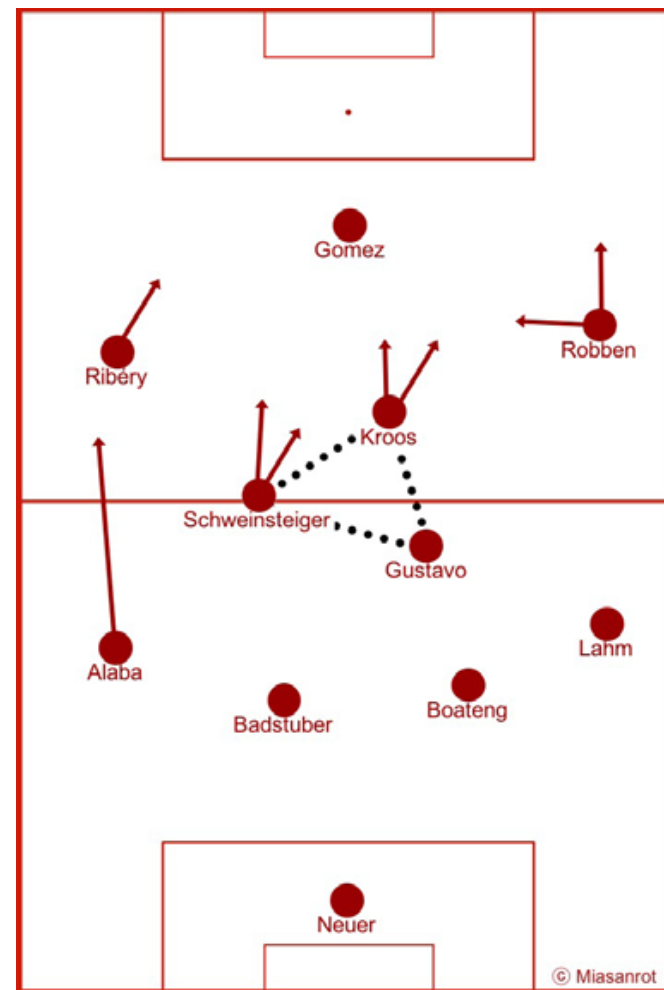 Gomez
Robben
Ribéry
Kroos
Schweinsteiger
Gustavo
Lahm
Alaba
Boateng
Badstuber
Neuer
© Miasanrot